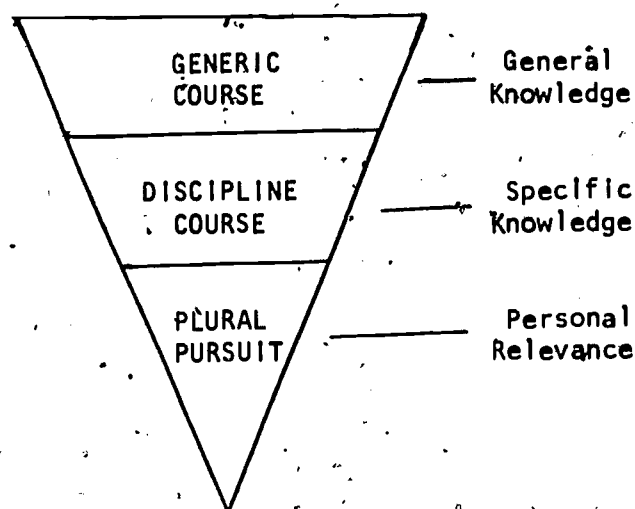 GENERIC
COURSE
General
Knowledge
DISCIPLINE
COURSE
Specific
Knowledge
PLURAL
PURSUIT
Personal
Relevance